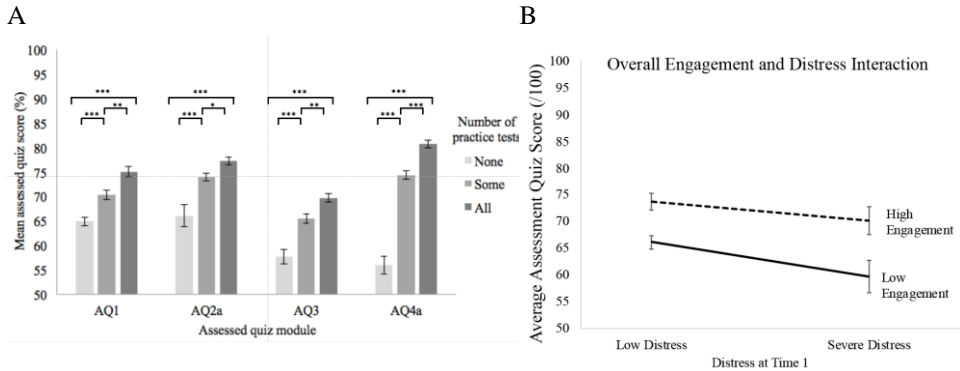 A
B
100
95
90
85
80
75
70
65
60
55
50
Mean assessed quiz score (%)
***
***
**
***
***
*
***
***
**
***
***
***
Number of
practice tests
None
Some
All
AQ1
AQ2a
AQ3
AQ4a
Assessed quiz module
Overall Engagement and Distress Interaction
Average Assessment Quiz Score (/100)
100
95
90
85
80
75
70
65
60
55
50
High
Engagement
Low
Engagement
Low Distress
Severe Distress
Distress at Time 1